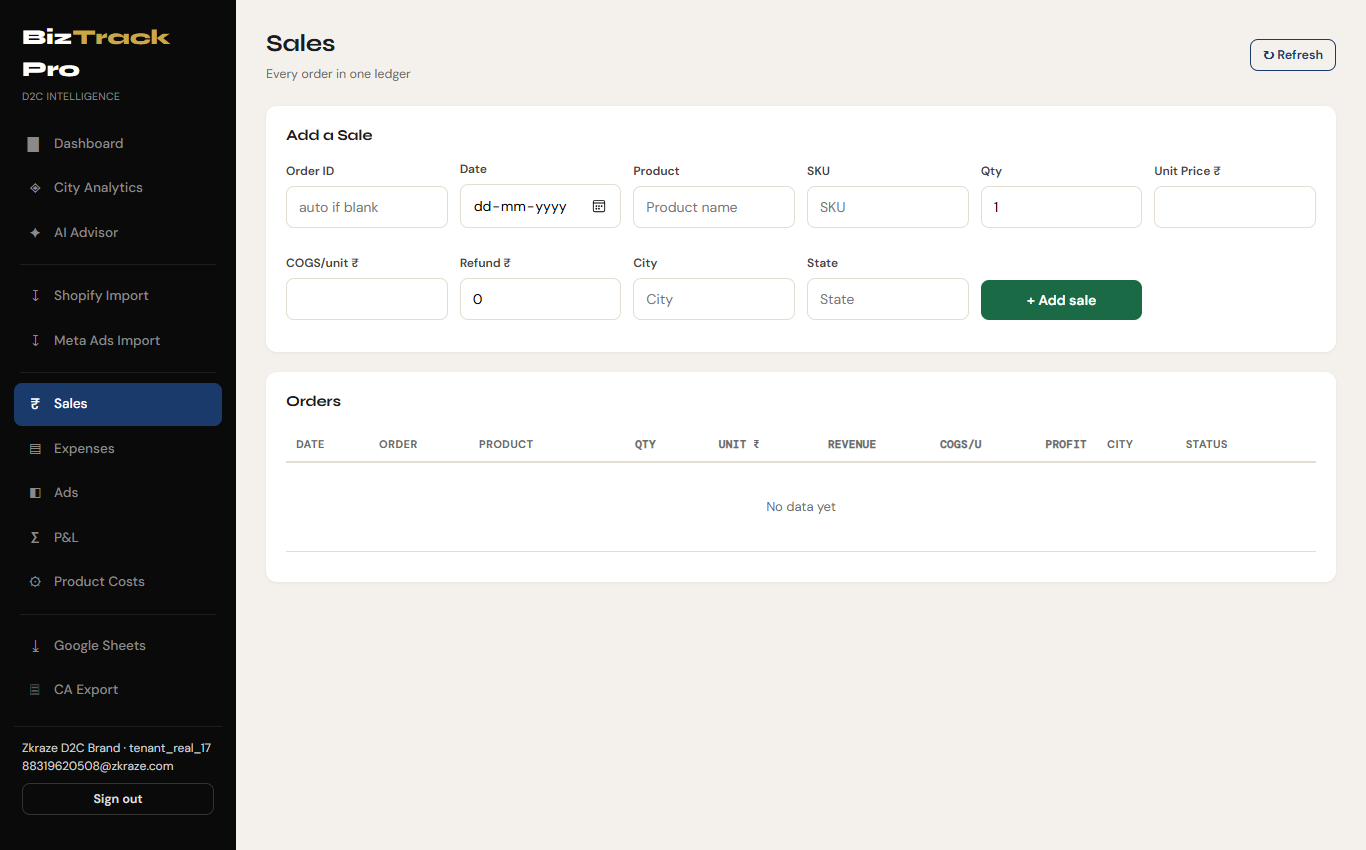 BizTrack
Pro
D2C INTELLIGENCE
Dashboard
City Analytics
AI Advisor
Shopify Import
Meta Ads Import
₹ Sales
Expenses
Ads
Σ P&L
Product Costs
Google Sheets
CA Export
Zkraze D2C Brand · tenant_real_17
88319620508@zkraze.com
Sign out
Sales
Every order in one ledger
↻ Refresh
Add a Sale
Order ID Date Product SKU Qty Unit Price ₹
auto if blank dd-mm-yyyy Product name SKU 1
COGS/unit ₹ Refund ₹ City State
0 City State + Add sale
Orders
DATE ORDER PRODUCT QTY UNIT ₹ REVENUE COGS/U PROFIT CITY STATUS
No data yet